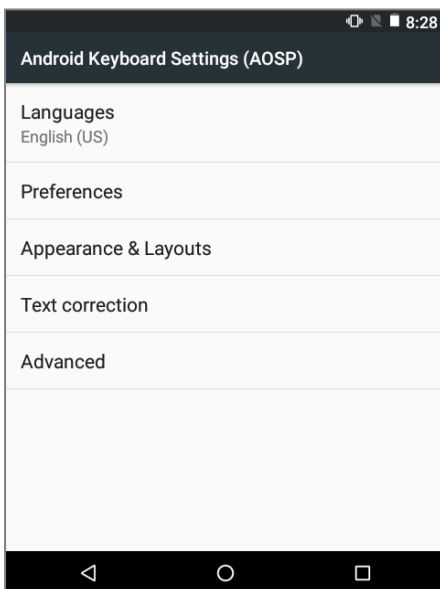 8:28
Android Keyboard Settings (AOSP)
Languages
English (US)
Preferences
Appearance & Layouts
Text correction
Advanced